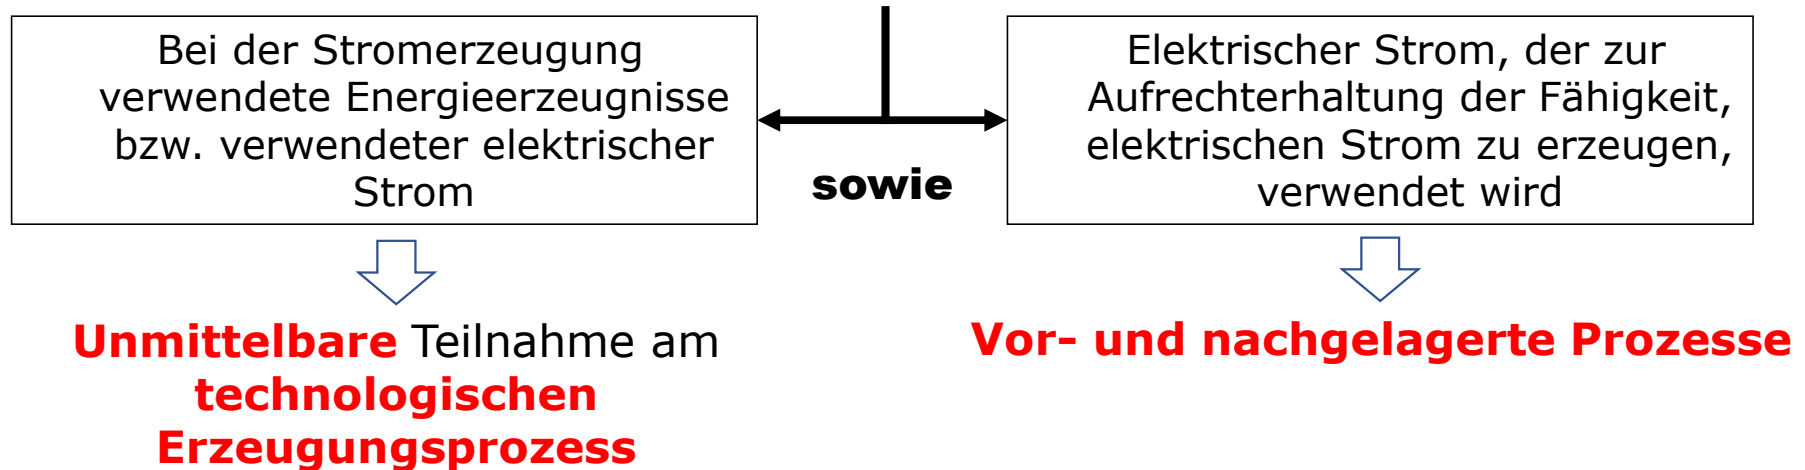 Bei der Stromerzeugung
verwendete Energieerzeugnisse
bzw. verwendeter elektrischer
Strom
sowie
Elektrischer Strom, der zur
Aufrechterhaltung der Fähigkeit,
elektrischen Strom zu erzeugen,
verwendet wird
Unmittelbare Teilnahme am
technologischen
Erzeugungsprozess
Vor- und nachgelagerte Prozesse